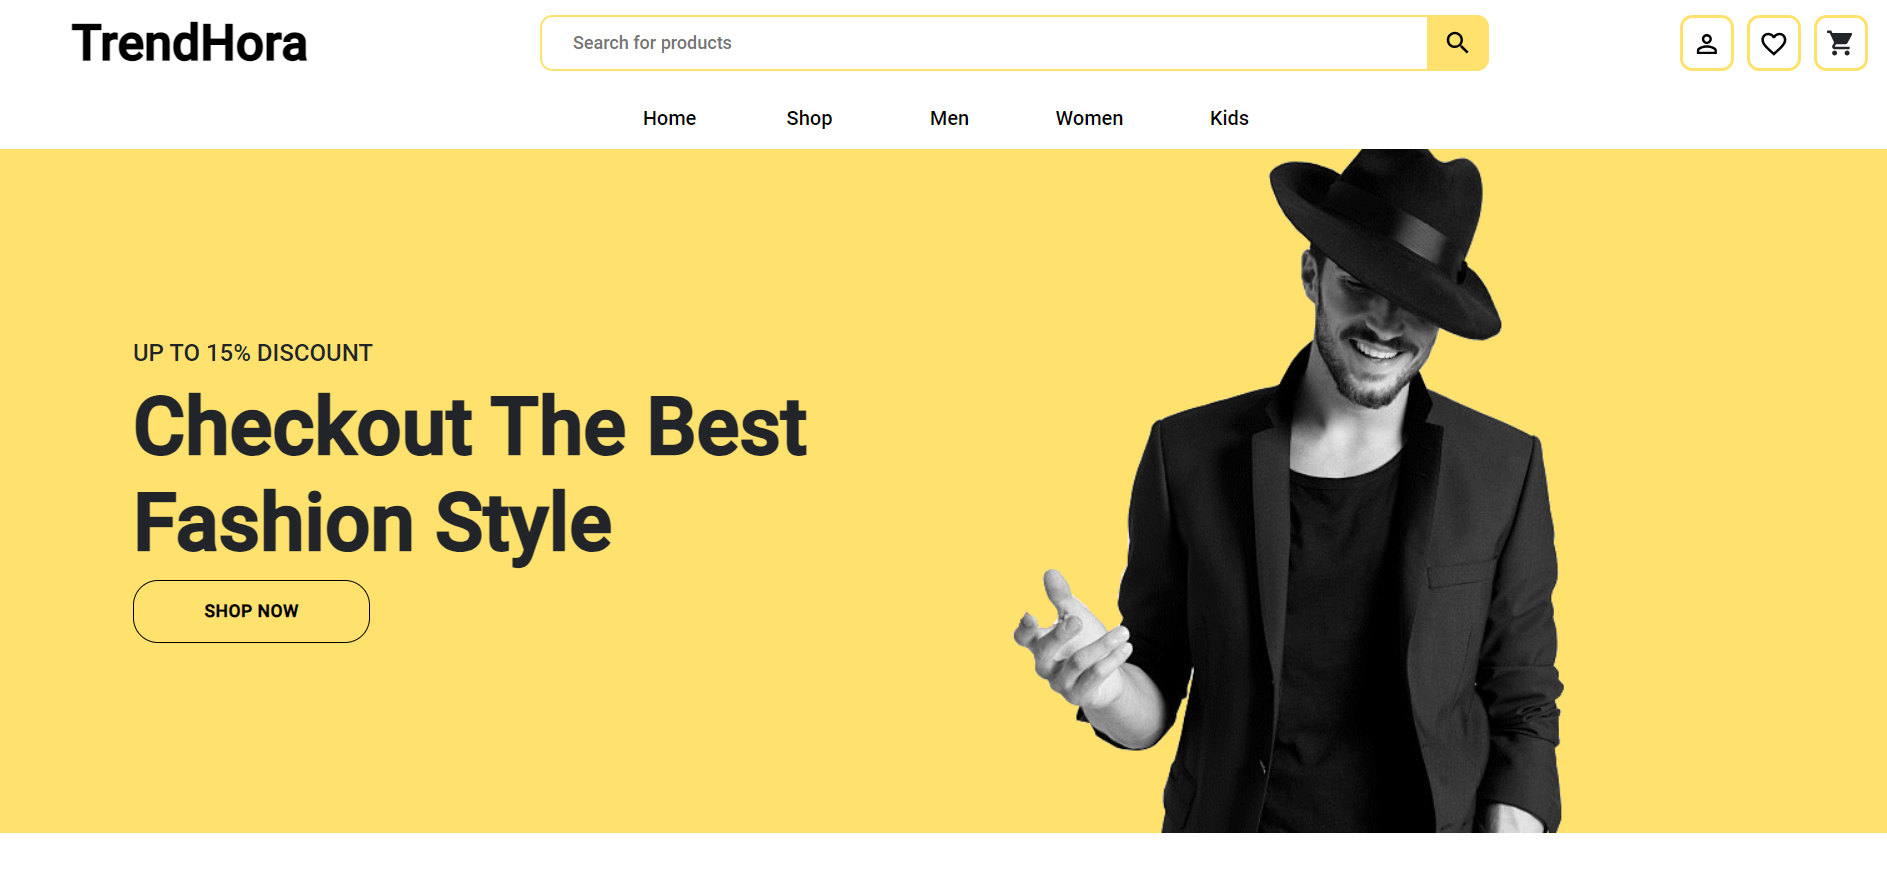 TrendHora
Search for products
Home Shop Men Women Kids
UP TO 15% DISCOUNT
Checkout The Best
Fashion Style
SHOP NOW